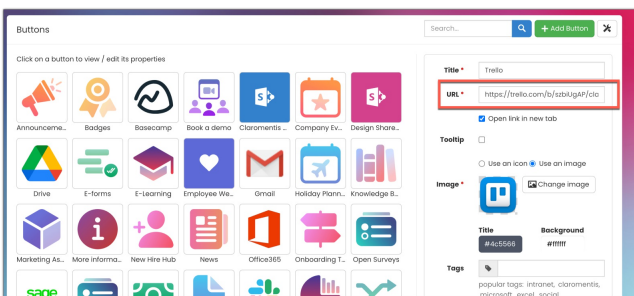 Buttons
Search...
+ Add Button
Click on a button to view / edit its properties
Announceme...
Badges
Basecamp
Book a demo
Claromentis ...
Company Ev...
Design Share...
Drive
E-forms
E-Learning
Employee We...
Gmail
Holiday Plann...
Knowledge B...
Marketing As...
More informa...
New Hire Hub
News
Office365
Onboarding T...
Open Surveys
sage
Title *
Trello
URL *
https://trello.com/b/szbiUgAP/clo
Open link in new tab
Tooltip
Use an icon
Use an image
Image *
Change image
Title
Background
#4c5566
#ffffff
Tags
popular tags: intranet, claromentis,
microsoft, excel, social